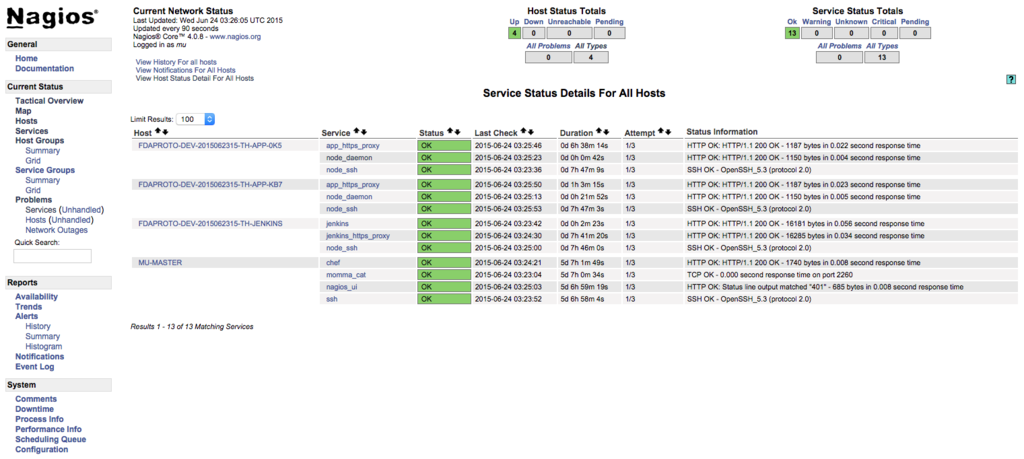 Nagios®
General
Home
Documentation
Current Status
Tactical Overview
Map
Hosts
Services
Host Groups
Summary
Grid
Service Groups
Summary
Grid
Problems
Services (Unhandled)
Hosts (Unhandled)
Network Outages
Quick Search:
Reports
Availability
Trends
Alerts
History
Summary
Histogram
Notifications
Event Log
System
Comments
Downtime
Process Info
Performance Info
Scheduling Queue
Configuration
Current Network Status
Last Updated: Wed Jun 24 03:26:05 UTC 2015
Updated every 90 seconds
Nagios® Core™ 4.0.8 - www.nagios.org
Logged in as mu
View History For all hosts
View Notifications For All Hosts
View Host Status Detail For All Hosts
Host Status Totals
Up Down Unreachable Pending
4 0 0 0
All Problems All Types
0 4
Service Status Totals
Ok Warning Unknown Critical Pending
13 0 0 0 0
All Problems All Types
0 13
?
Service Status Details For All Hosts
Limit Results: 100
Host Service Status Last Check Duration Attempt Status Information
FDAPROTO-DEV-2015062315-TH-APP-0K5 app_https_proxy OK 2015-06-24 03:25:46 0d 6h 38m 14s 1/3 HTTP OK: HTTP/1.1 200 OK - 1187 bytes in 0.022 second response time
node_daemon OK 2015-06-24 03:25:23 0d 0h 0m 42s 1/3 HTTP OK: HTTP/1.1 200 OK - 1150 bytes in 0.004 second response time
node_ssh OK 2015-06-24 03:23:36 0d 7h 47m 9s 1/3 SSH OK - OpenSSH_5.3 (protocol 2.0)
FDAPROTO-DEV-2015062315-TH-APP-KB7 app_https_proxy OK 2015-06-24 03:25:50 0d 1h 3m 15s 1/3 HTTP OK: HTTP/1.1 200 OK - 1187 bytes in 0.023 second response time
node_daemon OK 2015-06-24 03:25:13 0d 0h 21m 52s 1/3 HTTP OK: HTTP/1.1 200 OK - 1150 bytes in 0.005 second response time
node_ssh OK 2015-06-24 03:25:53 0d 7h 47m 3s 1/3 SSH OK - OpenSSH_5.3 (protocol 2.0)
FDAPROTO-DEV-2015062315-TH-JENKINS jenkins OK 2015-06-24 03:23:42 0d 0h 2m 23s 1/3 HTTP OK: HTTP/1.1 200 OK - 16181 bytes in 0.056 second response time
jenkins_https_proxy OK 2015-06-24 03:24:30 0d 7h 41m 20s 1/3 HTTP OK: HTTP/1.1 200 OK - 16285 bytes in 0.034 second response time
node_ssh OK 2015-06-24 03:25:00 0d 7h 46m 0s 1/3 SSH OK - OpenSSH_5.3 (protocol 2.0)
MU-MASTER chef OK 2015-06-24 03:24:21 5d 7h 1m 49s 1/3 HTTP OK: HTTP/1.1 200 OK - 1740 bytes in 0.008 second response time
momma_cat OK 2015-06-24 03:23:04 5d 7h 0m 34s 1/3 TCP OK - 0.000 second response time on port 2260
nagios_ui OK 2015-06-24 03:25:03 5d 6h 59m 19s 1/3 HTTP OK: Status line output matched "401" - 685 bytes in 0.008 second response time
ssh OK 2015-06-24 03:23:52 5d 6h 58m 4s 1/3 SSH OK - OpenSSH_5.3 (protocol 2.0)
Results 1 - 13 of 13 Matching Services